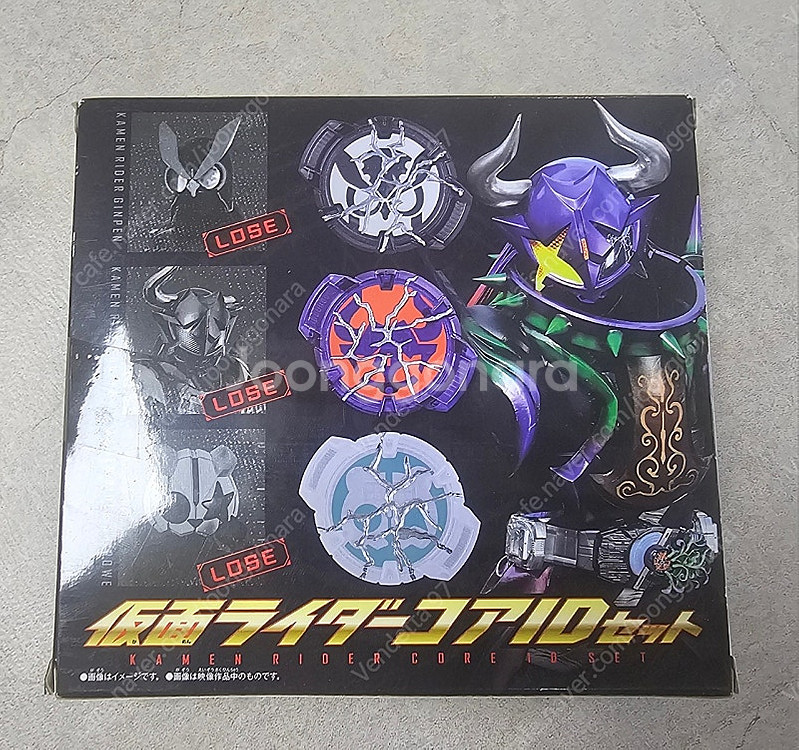 KAMEN RIDER GINPEN
LOSE
KAMEN R
LOSE
LOSE
仮面ライダーコアIDセット
KAMEN RIDER CORE ID SET
●画像はイメージです。 ●画像は映像作品中のものです。
joonggonara